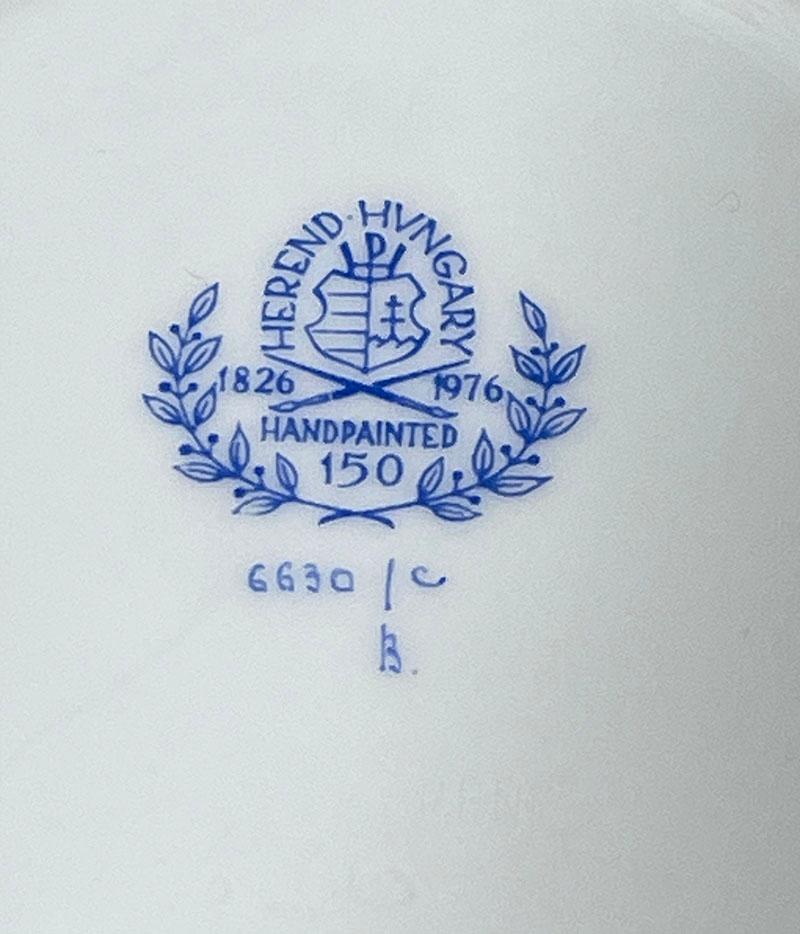 HEREND · HVNGARY
1826 1976
HANDPAINTED
150
6630 / C
B.